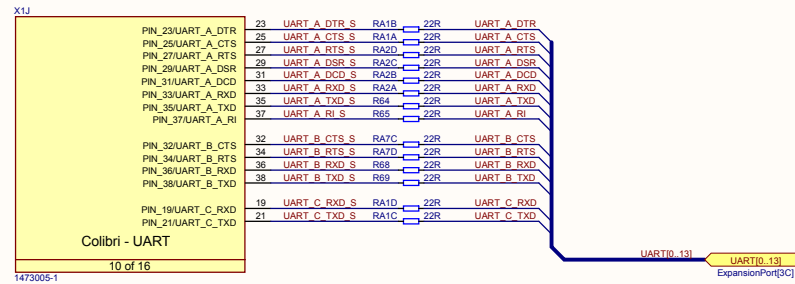 X1J
PIN_23/UART_A_DTR 23 UART_A_DTR_S RA1B 22R UART_A_DTR
PIN_25/UART_A_CTS 25 UART_A_CTS_S RA1A 22R UART_A_CTS
PIN_27/UART_A_RTS 27 UART_A_RTS_S RA2D 22R UART_A_RTS
PIN_29/UART_A_DSR 29 UART_A_DSR_S RA2C 22R UART_A_DSR
PIN_31/UART_A_DCD 31 UART_A_DCD_S RA2B 22R UART_A_DCD
PIN_33/UART_A_RXD 33 UART_A_RXD_S RA2A 22R UART_A_RXD
PIN_35/UART_A_TXD 35 UART_A_TXD_S R64 22R UART_A_TXD
PIN_37/UART_A_RI 37 UART_A_RI_S R65 22R UART_A_RI
PIN_32/UART_B_CTS 32 UART_B_CTS_S RA7C 22R UART_B_CTS
PIN_34/UART_B_RTS 34 UART_B_RTS_S RA7D 22R UART_B_RTS
PIN_36/UART_B_RXD 36 UART_B_RXD_S R68 22R UART_B_RXD
PIN_38/UART_B_TXD 38 UART_B_TXD_S R69 22R UART_B_TXD
PIN_19/UART_C_RXD 19 UART_C_RXD_S RA1D 22R UART_C_RXD
PIN_21/UART_C_TXD 21 UART_C_TXD_S RA1C 22R UART_C_TXD
Colibri - UART
UART[0..13] UART[0..13]
10 of 16
ExpansionPort[3C]
1473005-1